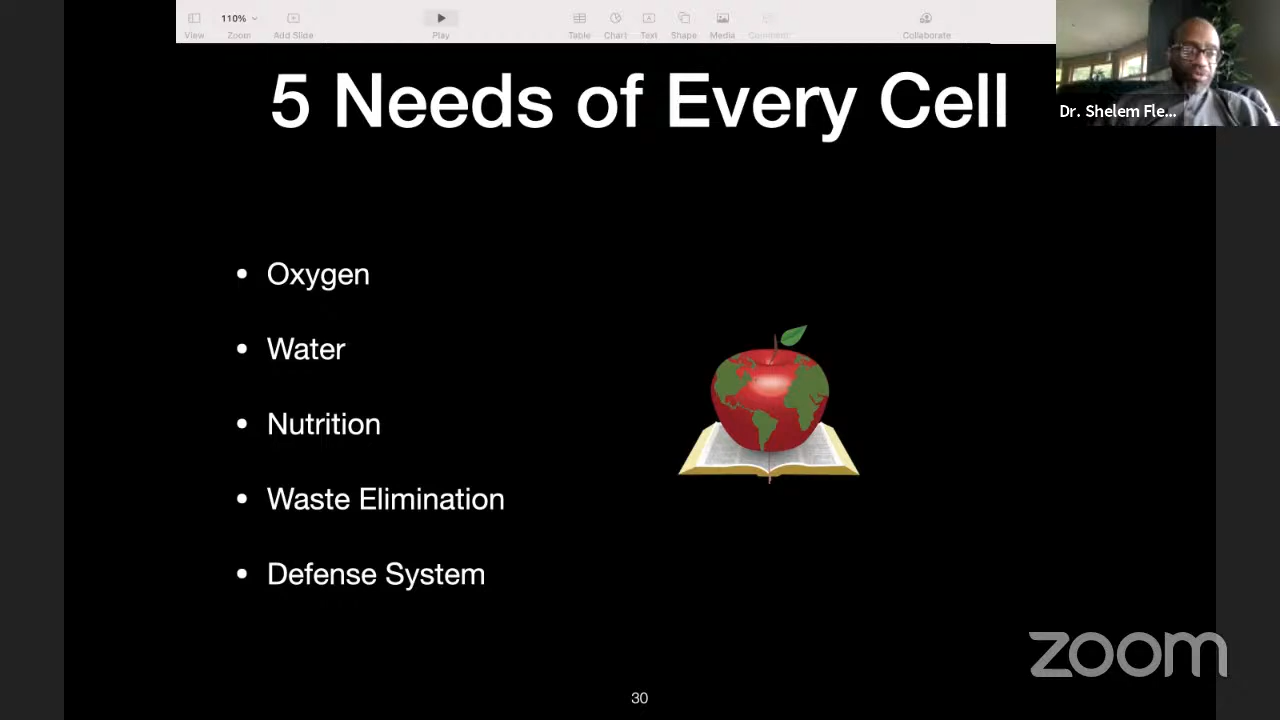 110%
View
Zoom
Add Slide
Play
Table
Chart
Text
Shape
Media
Comment
Collaborate
5 Needs of Every Cell
Dr. Shelem Fle...
• Oxygen
• Water
• Nutrition
• Waste Elimination
• Defense System
zoom
30